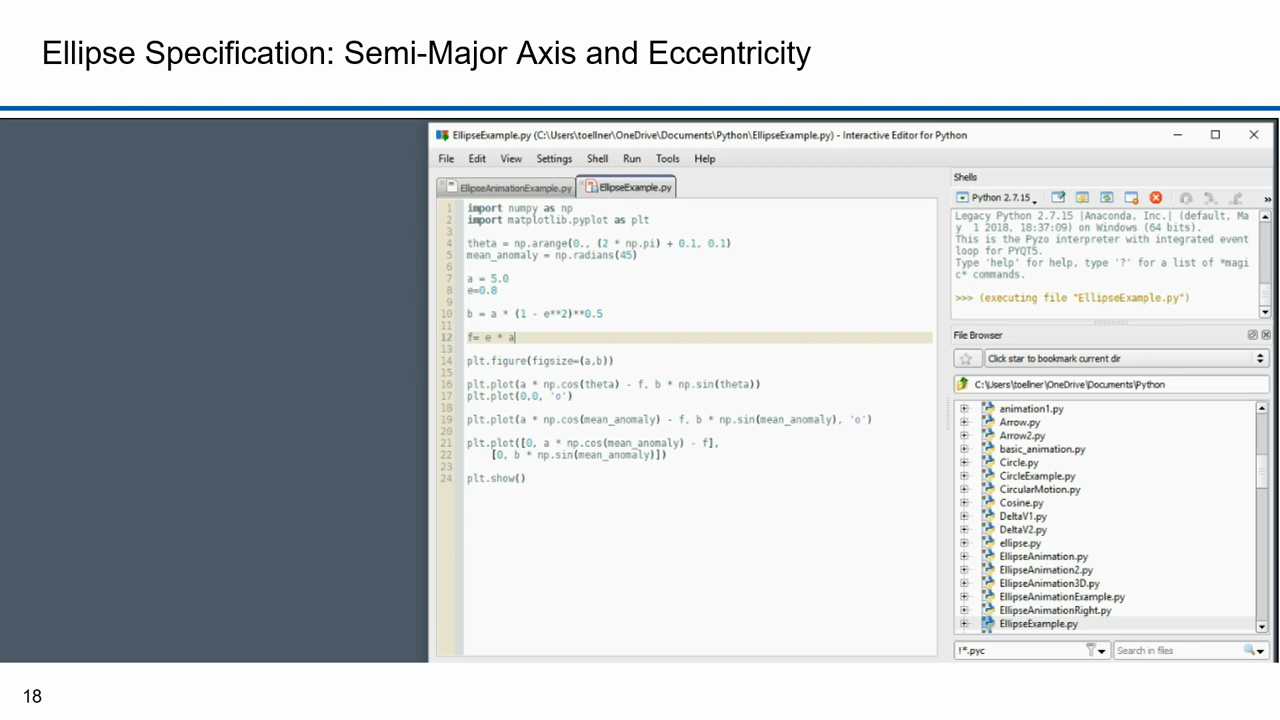 Ellipse Specification: Semi-Major Axis and Eccentricity
EllipseExample.py (C:\Users\toellner\OneDrive\Documents\Python\EllipseExample.py) - Interactive Editor for Python
File Edit View Settings Shell Run Tools Help
EllipseAnimationExample.py EllipseExample.py
1 import numpy as np
2 import matplotlib.pyplot as plt
3
4 theta = np.arange(0., (2 * np.pi) + 0.1, 0.1)
5 mean_anomaly = np.radians(45)
6
7 a = 5.0
8 e=0.8
9
10 b = a * (1 - e**2)**0.5
11
12 f= e * a
13
14 plt.figure(figsize=(a,b))
15
16 plt.plot(a * np.cos(theta) - f, b * np.sin(theta))
17 plt.plot(0,0, 'o')
18
19 plt.plot(a * np.cos(mean_anomaly) - f, b * np.sin(mean_anomaly), 'o')
20
21 plt.plot([0, a * np.cos(mean_anomaly) - f],
22 [0, b * np.sin(mean_anomaly)])
23
24 plt.show()
Shells
Python 2.7.15
Legacy Python 2.7.15 |Anaconda, Inc.| (default, Ma
y 1 2018, 18:37:09) on Windows (64 bits).
This is the Pyzo interpreter with integrated event
loop for PYQT5.
Type 'help' for help, type '?' for a list of *magi
c* commands.
>>> (executing file "EllipseExample.py")
File Browser
Click star to bookmark current dir
C:\Users\toellner\OneDrive\Documents\Python
animation1.py
Arrow.py
Arrow2.py
basic_animation.py
Circle.py
CircleExample.py
CircularMotion.py
Cosine.py
DeltaV1.py
DeltaV2.py
ellipse.py
EllipseAnimation.py
EllipseAnimation2.py
EllipseAnimation3D.py
EllipseAnimationExample.py
EllipseAnimationRight.py
EllipseExample.py
!*.pyc
Search in files
18